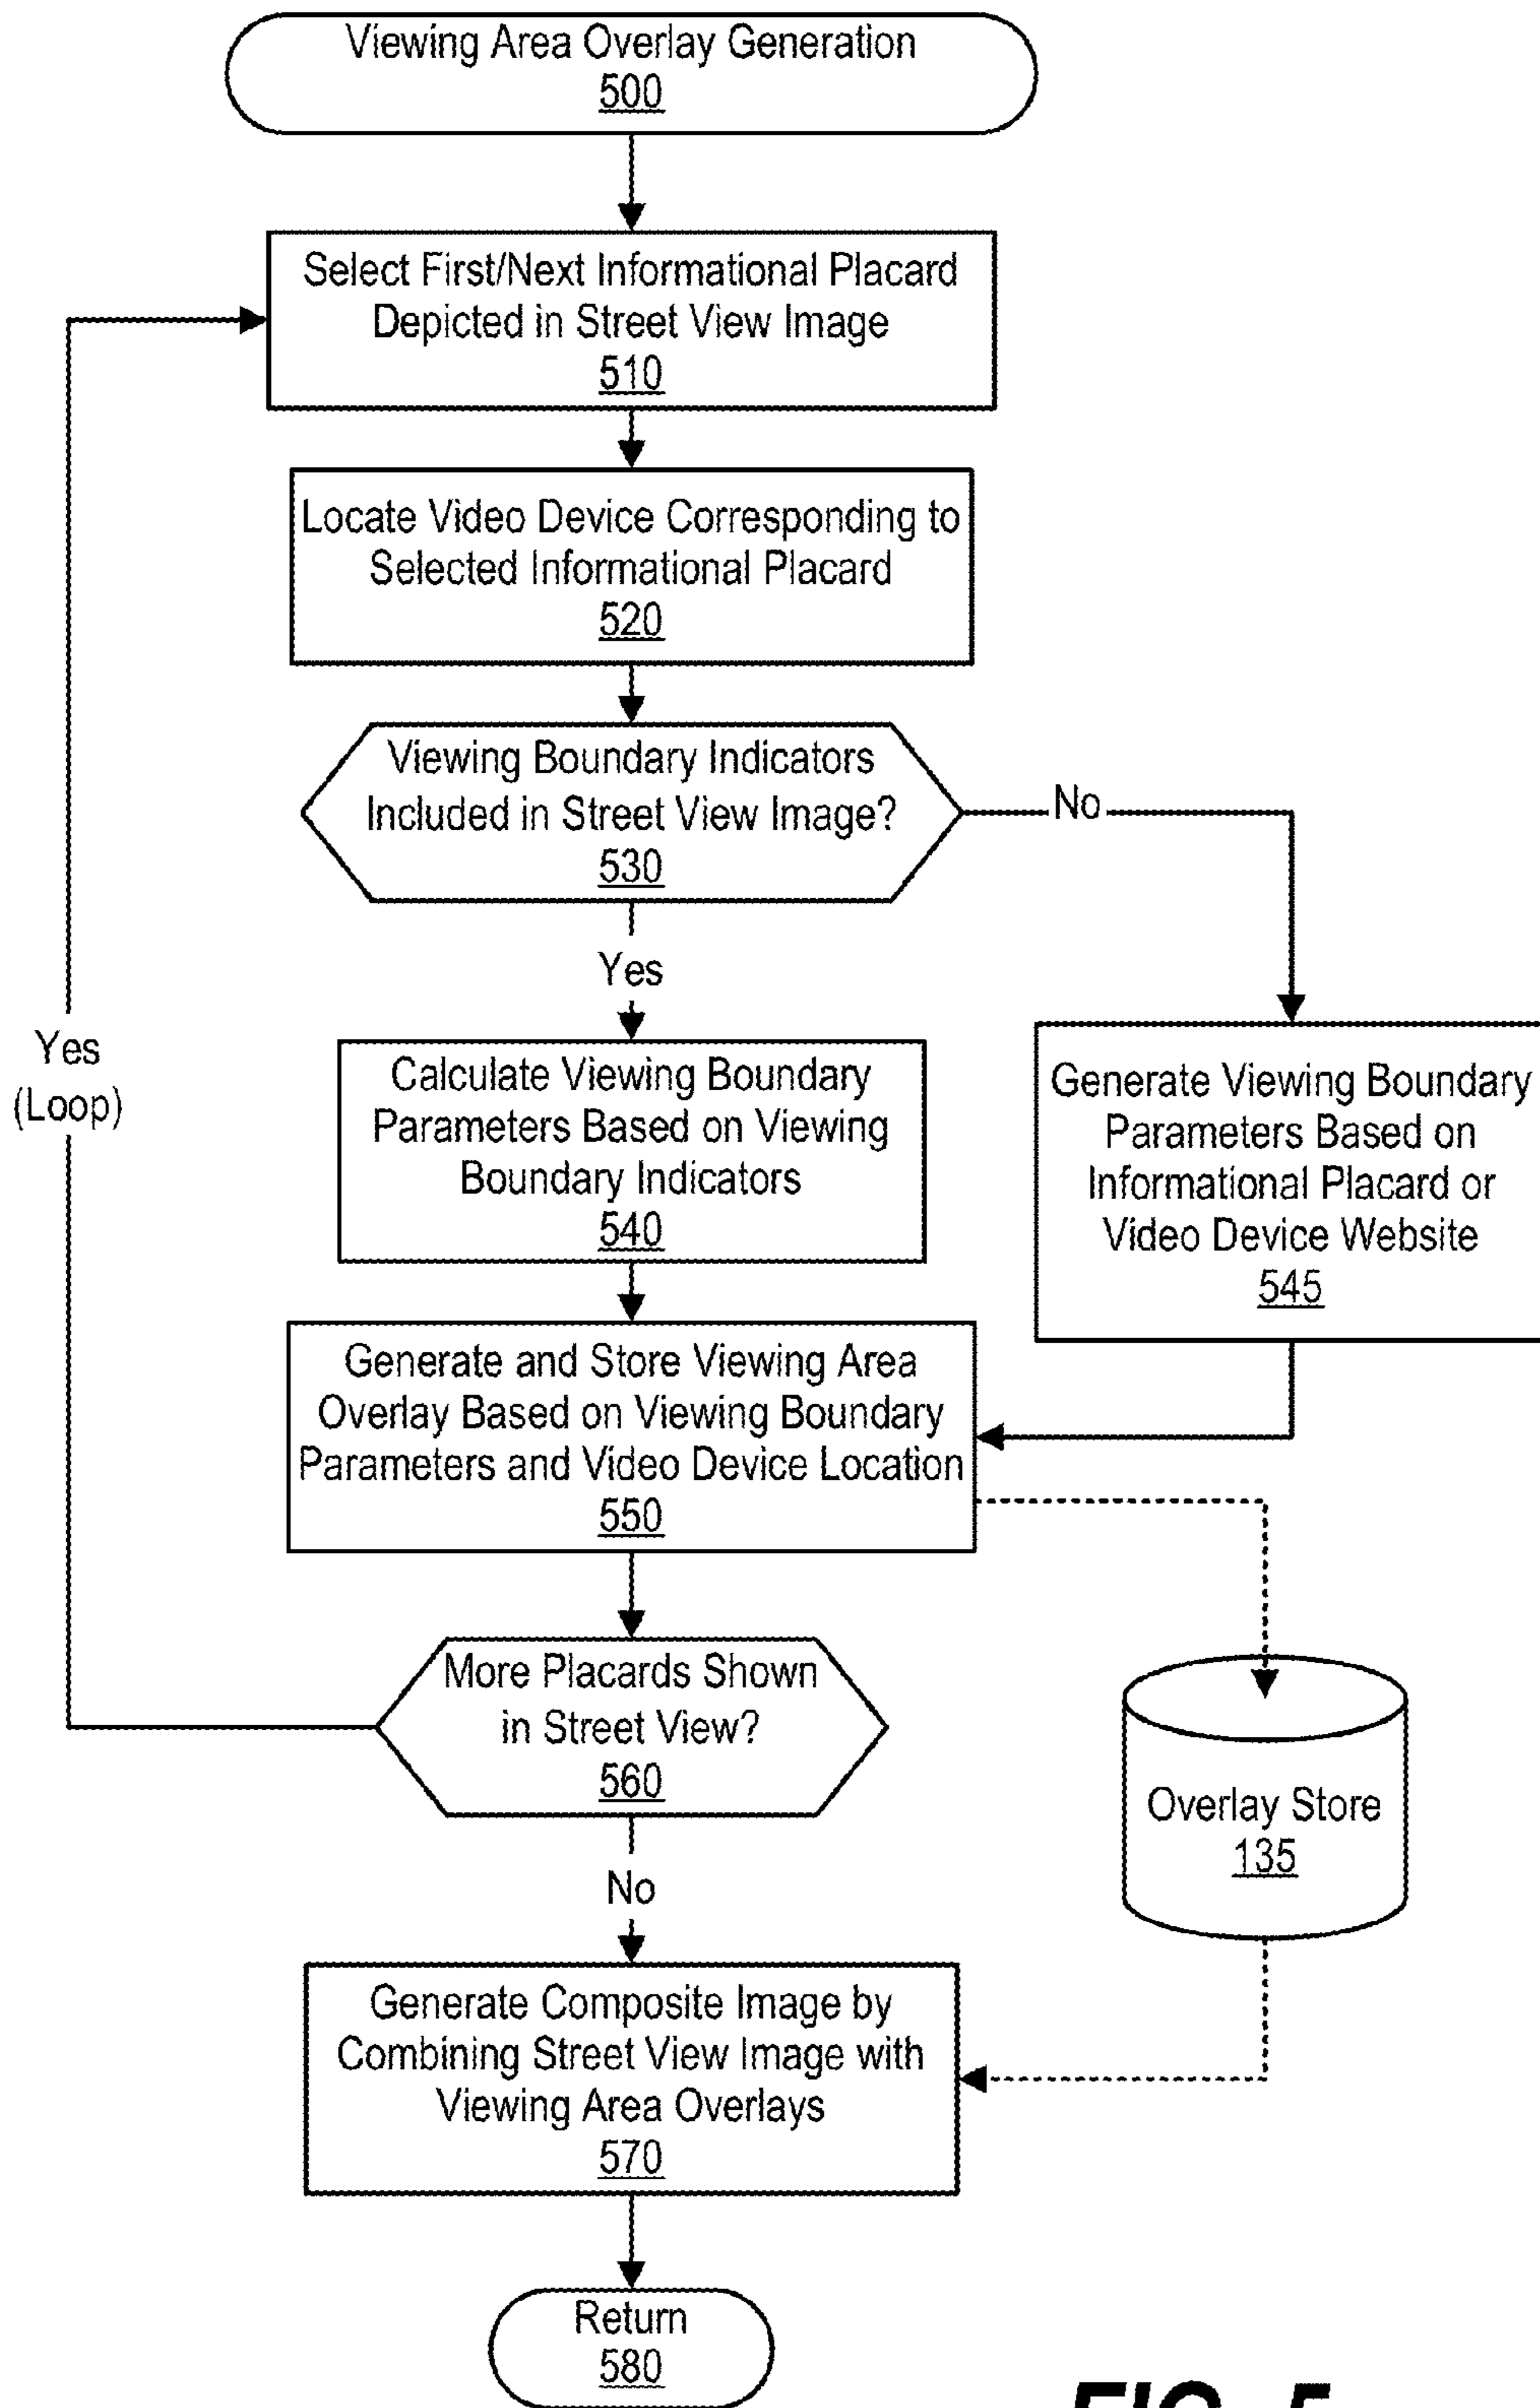 Viewing Area Overlay Generation
500
Select First/Next Informational Placard
Depicted in Street View Image
510
Locate Video Device Corresponding to
Selected Informational Placard
520
Viewing Boundary Indicators
Included in Street View Image?
530
No
Yes
Calculate Viewing Boundary
Parameters Based on Viewing
Boundary Indicators
540
Generate Viewing Boundary
Parameters Based on
Informational Placard or
Video Device Website
545
Yes
(Loop)
Generate and Store Viewing Area
Overlay Based on Viewing Boundary
Parameters and Video Device Location
550
More Placards Shown
in Street View?
560
Overlay Store
135
No
Generate Composite Image by
Combining Street View Image with
Viewing Area Overlays
570
Return
580
FIG. 5